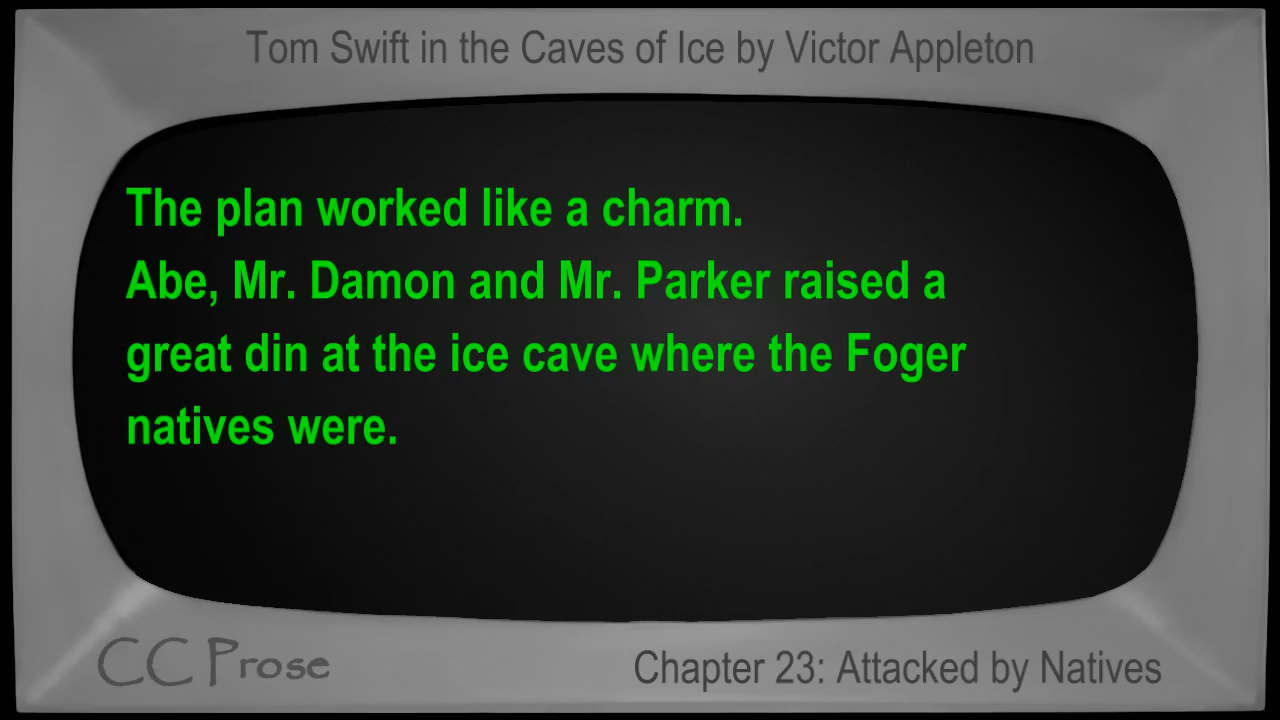 Tom Swift in the Caves of Ice by Victor Appleton
The plan worked like a charm.
Abe, Mr. Damon and Mr. Parker raised a
great din at the ice cave where the Foger
natives were.
CC Prose
Chapter 23: Attacked by Natives